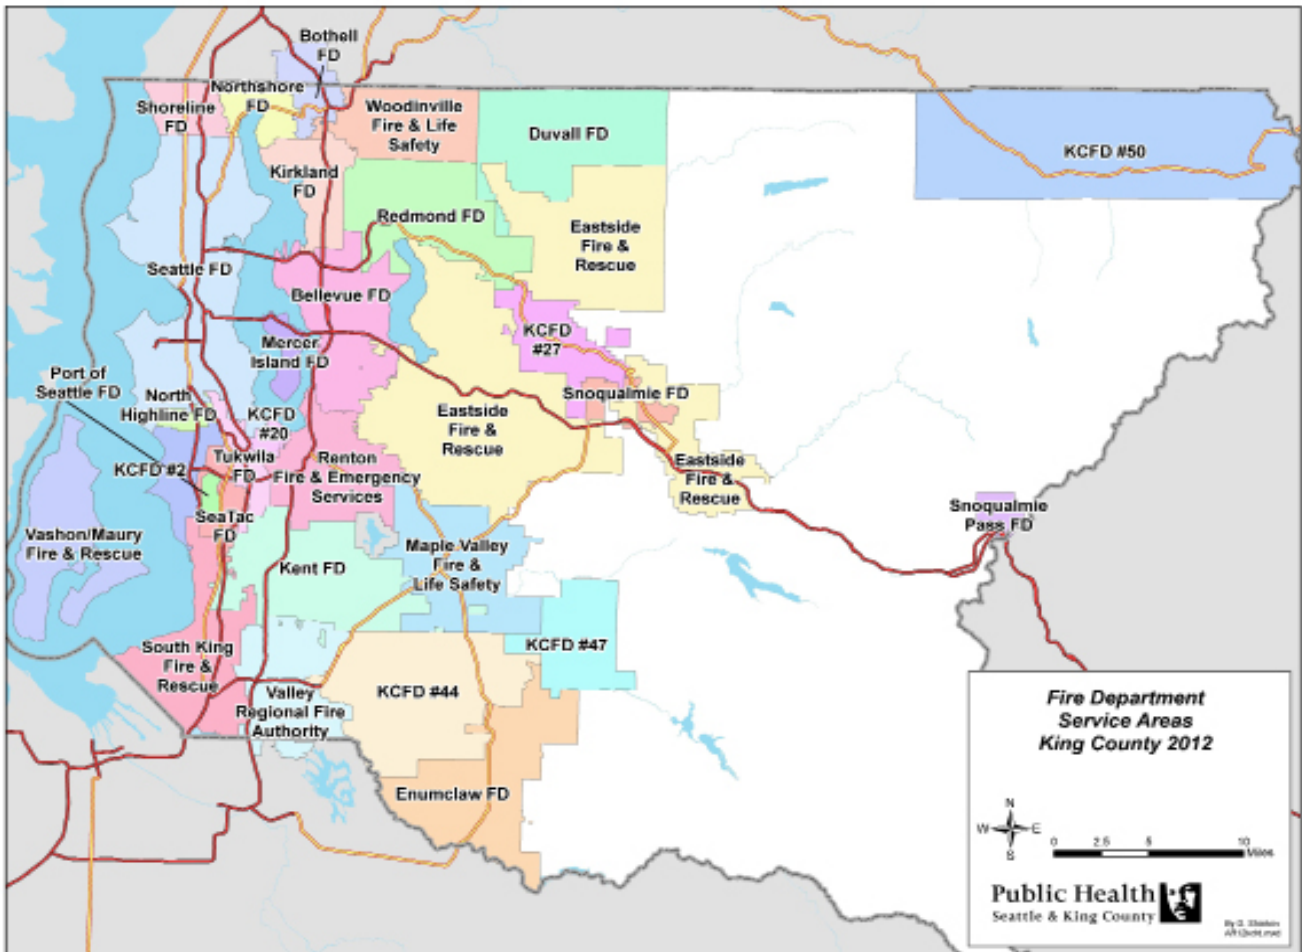 Bothell
FD
Northshore
FD
Shoreline
FD
Woodinville
Fire & Life
Safety
Duvall FD
KCFD #50
Kirkland
FD
Redmond FD
Eastside
Fire &
Rescue
Seattle FD
Bellevue FD
KCFD
#27
Mercer
Island FD
Port of
Seattle FD
North
Highline FD
KCFD
#20
Snoqualmie FD
Eastside
Fire &
Rescue
KCFD #2
Tukwila
FD
Renton
Fire & Emergency
Services
Eastside
Fire &
Rescue
Snoqualmie
Pass FD
SeaTac
FD
Vashon/Maury
Fire & Rescue
Kent FD
Maple Valley
Fire &
Life Safety
South King
Fire &
Rescue
KCFD #47
KCFD #44
Valley
Regional Fire
Authority
Enumclaw FD
Fire Department
Service Areas
King County 2012
N
W E
S
0 2.5 5 10
Miles
Public Health
Seattle & King County